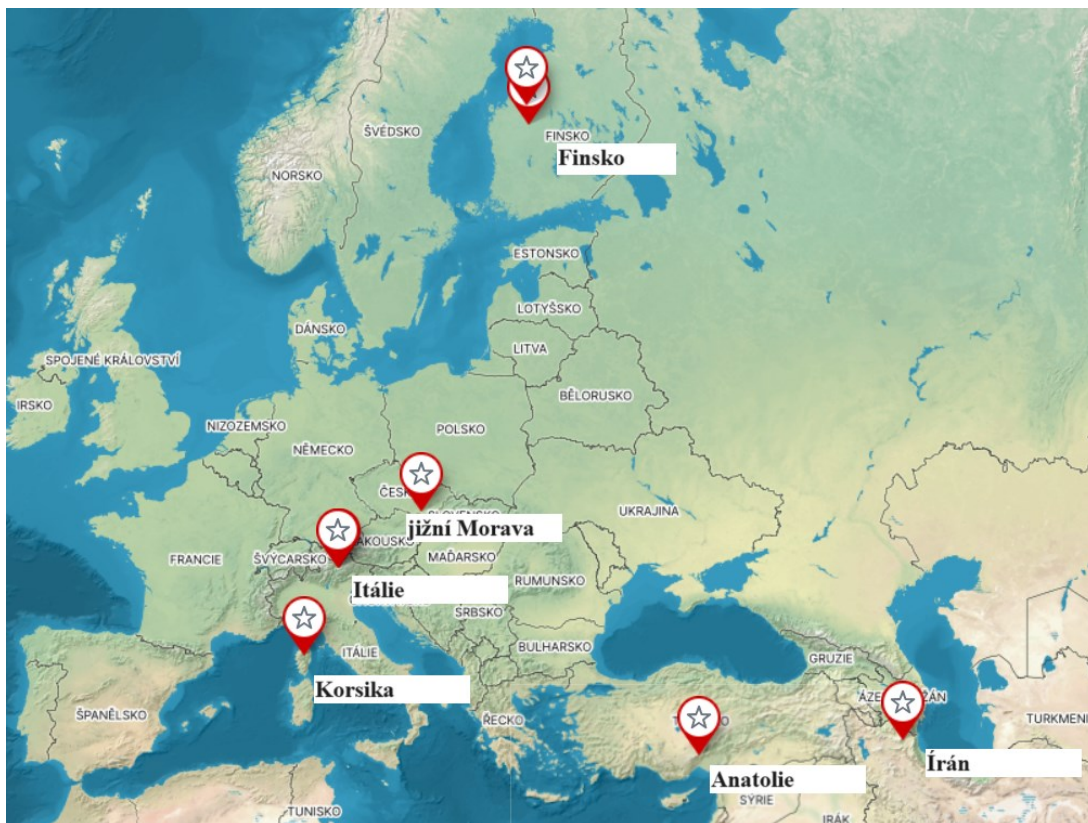 FINSKO
ŠVÉDSKO
Finsko
NORSKO
ESTONSKO
LOTYŠSKO
DÁNSKO
LITVA
SPOJENÉ KRÁLOVSTVÍ
BĚLORUSKO
IRSKO
NIZOZEMSKO
POLSKO
NĚMECKO
UKRAJINA
jižní Morava
FRANCIE
ŠVÝCARSKO
MAĎARSKO
RUMUNSKO
Itálie
SRBSKO
BULHARSKO
ITÁLIE
GRUZIE
Korsika
ŠPANĚLSKO
ŘECKO
TURKMENI
Írán
Anatolie
SÝRIE
TUNISKO
IRÁK